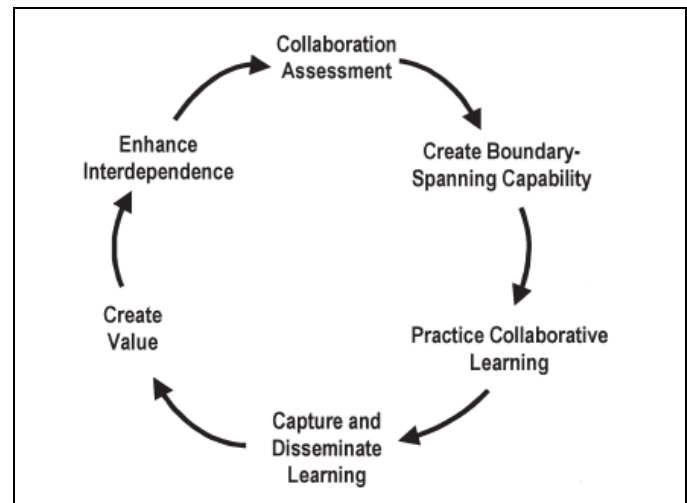 Collaboration
Assessment
Create Boundary-
Spanning Capability
Practice Collaborative
Learning
Capture and
Disseminate
Learning
Create
Value
Enhance
Interdependence